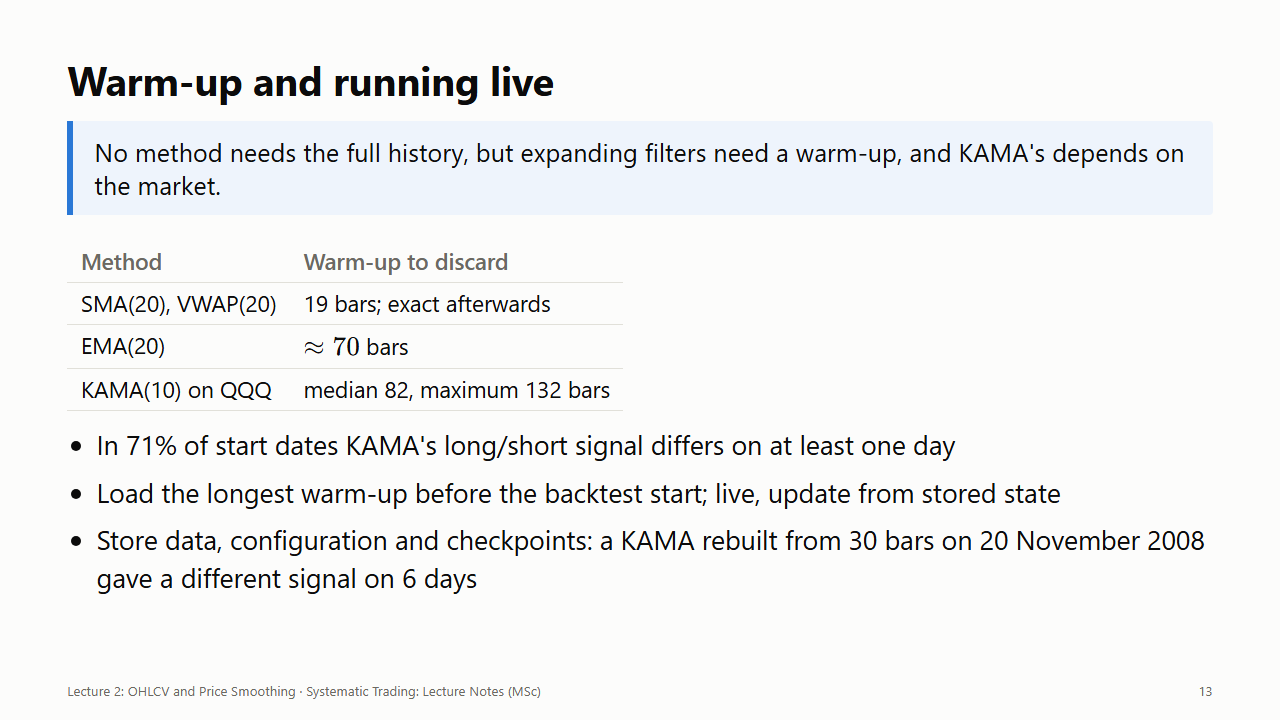 Warm-up and running live
No method needs the full history, but expanding filters need a warm-up, and KAMA's depends on
the market.
Method Warm-up to discard
SMA(20), VWAP(20) 19 bars; exact afterwards
EMA(20) ≈ 70 bars
KAMA(10) on QQQ median 82, maximum 132 bars
• In 71% of start dates KAMA's long/short signal differs on at least one day
• Load the longest warm-up before the backtest start; live, update from stored state
• Store data, configuration and checkpoints: a KAMA rebuilt from 30 bars on 20 November 2008
gave a different signal on 6 days
Lecture 2: OHLCV and Price Smoothing · Systematic Trading: Lecture Notes (MSc) 13